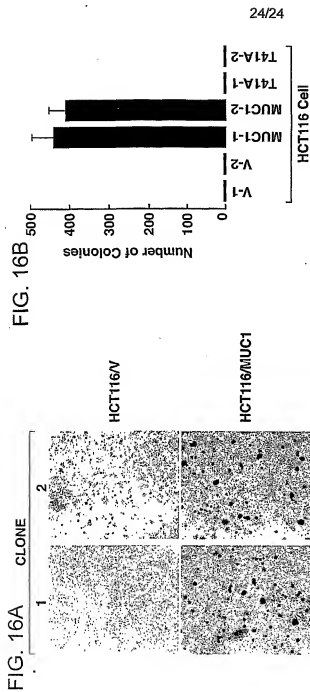 24/24
FIG. 16A
CLONE
1
2
HCT116/V
HCT116/MUC1
FIG. 16B
Number of Colonies
500
400
300
200
100
0
V-1
V-2
MUC1-1
MUC1-2
T41A-1
T41A-2
HCT116 Cell